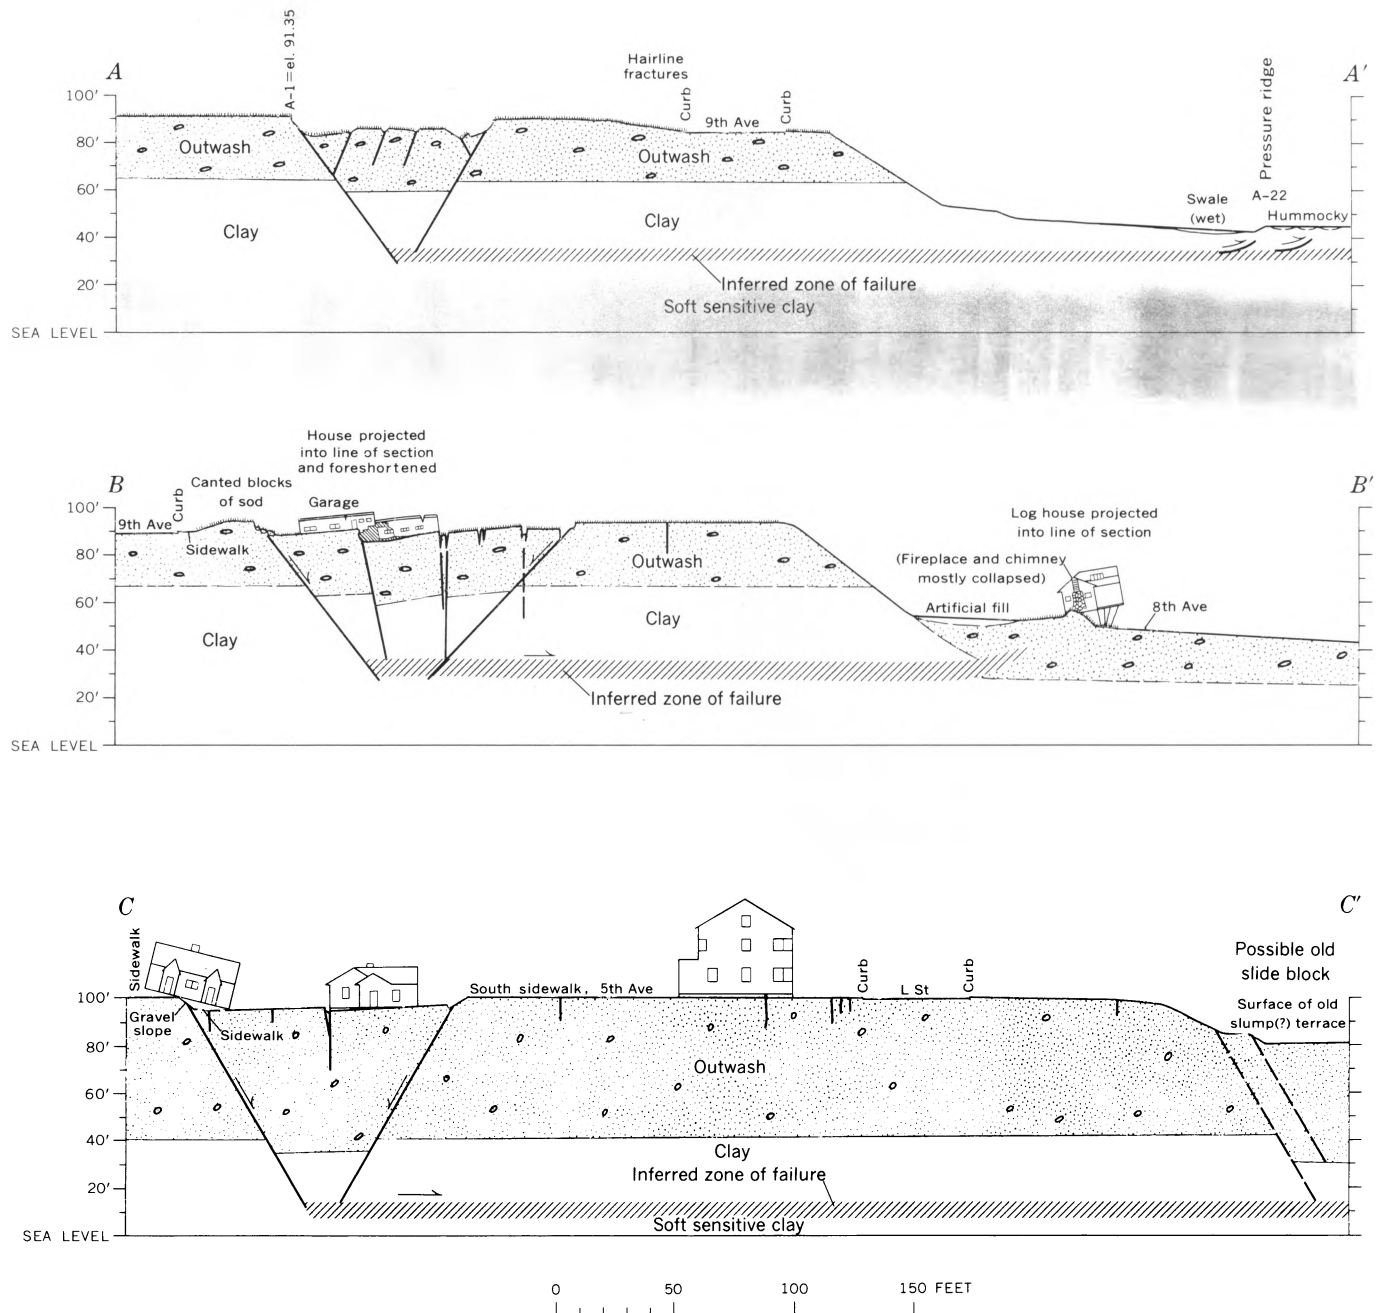 A
A-1=el. 91.35
Hairline
fractures
Curb
9th Ave
Curb
Pressure ridge
A'
100'
80'
60'
40'
20'
SEA LEVEL
Outwash
Outwash
Clay
Clay
Swale
(wet)
A-22
Hummocky
Inferred zone of failure
Soft sensitive clay
B
B'
House projected
into line of section
and foreshortened
Canted blocks
of sod
Garage
Curb
9th Ave
Sidewalk
100'
80'
60'
40'
20'
SEA LEVEL
Outwash
Clay
Clay
Log house projected
into line of section
(Fireplace and chimney
mostly collapsed)
Artificial fill
8th Ave
Inferred zone of failure
C
C'
Sidewalk
Gravel
slope
Sidewalk
South sidewalk, 5th Ave
Curb
L St
Curb
Possible old
slide block
Surface of old
slump(?) terrace
100'
80'
60'
40'
20'
SEA LEVEL
Outwash
Clay
Inferred zone of failure
Soft sensitive clay
0 50 100 150 FEET